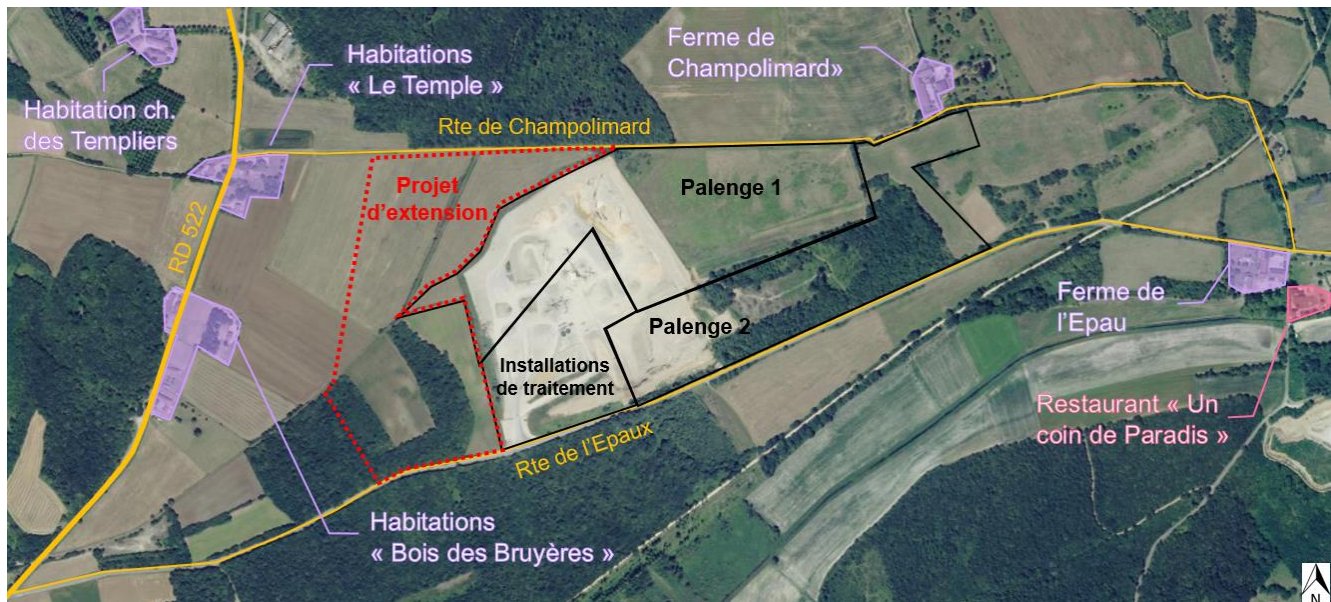 Habitations
« Le Temple »
Ferme de
Champolimard»
Habitation ch.
des Templiers
Rte de Champolimard
Projet
d'extension
Palenge 1
RD 522
Ferme de
l'Epau
Palenge 2
Installations
de traitement
Restaurant « Un
coin de Paradis »
Rte de l'Epaux
Habitations
« Bois des Bruyères »
N